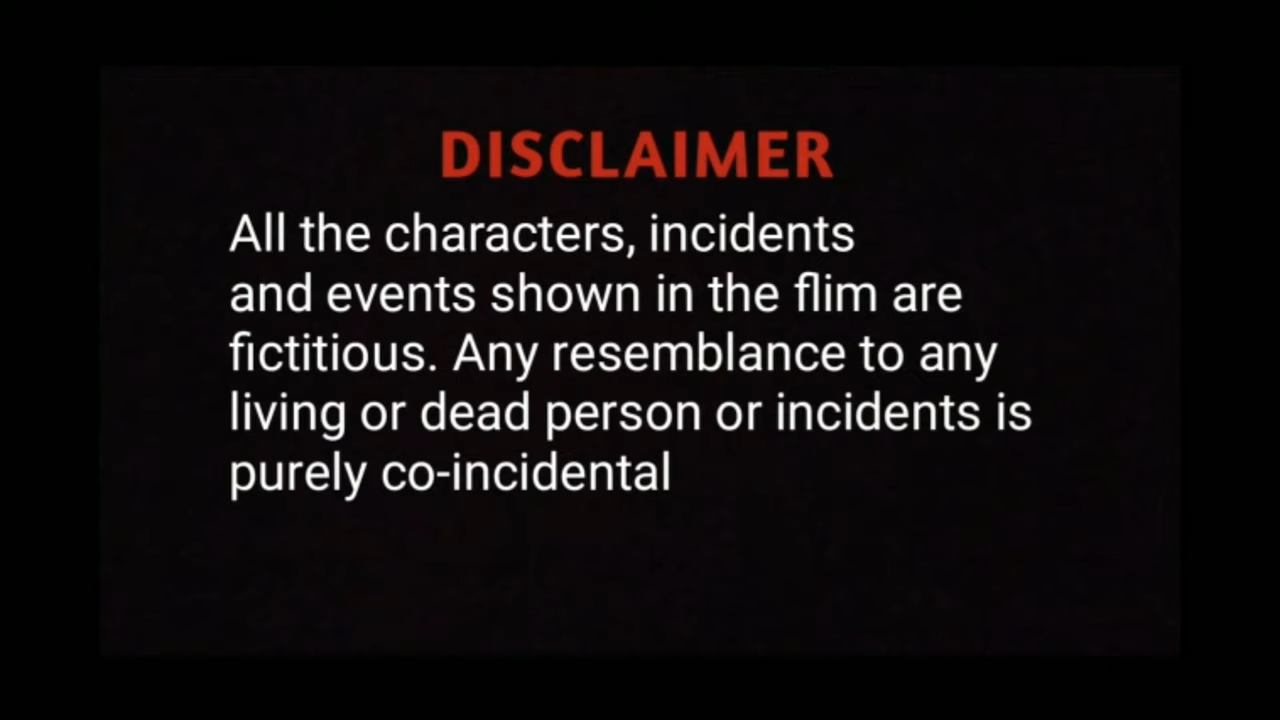 DISCLAIMER
All the characters, incidents
and events shown in the flim are
fictitious. Any resemblance to any
living or dead person or incidents is
purely co-incidental